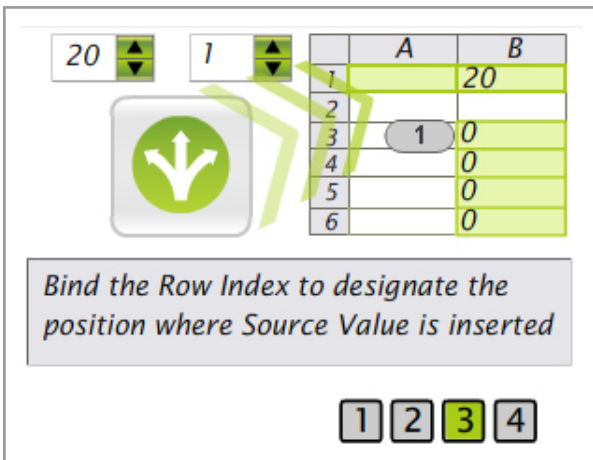 20 1 A B
1 20
2
3 1 0
4 0
5 0
6 0
Bind the Row Index to designate the
position where Source Value is inserted
1 2 3 4